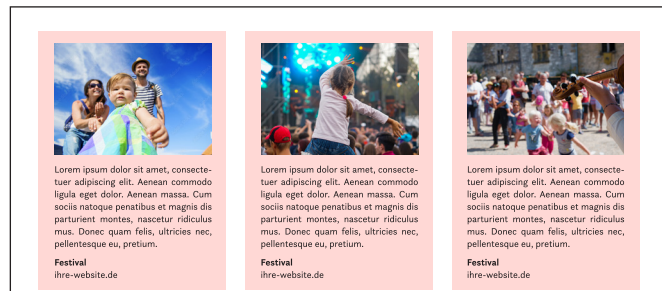 Lorem ipsum dolor sit amet, consecte-
tuer adipiscing elit. Aenean commodo
ligula eget dolor. Aenean massa. Cum
sociis natoque penatibus et magnis dis
parturient montes, nascetur ridiculus
mus. Donec quam felis, ultricies nec,
pellentesque eu, pretium.
Festival
ihre-website.de
Lorem ipsum dolor sit amet, consecte-
tuer adipiscing elit. Aenean commodo
ligula eget dolor. Aenean massa. Cum
sociis natoque penatibus et magnis dis
parturient montes, nascetur ridiculus
mus. Donec quam felis, ultricies nec,
pellentesque eu, pretium.
Festival
ihre-website.de
Lorem ipsum dolor sit amet, consecte-
tuer adipiscing elit. Aenean commodo
ligula eget dolor. Aenean massa. Cum
sociis natoque penatibus et magnis dis
parturient montes, nascetur ridiculus
mus. Donec quam felis, ultricies nec,
pellentesque eu, pretium.
Festival
ihre-website.de